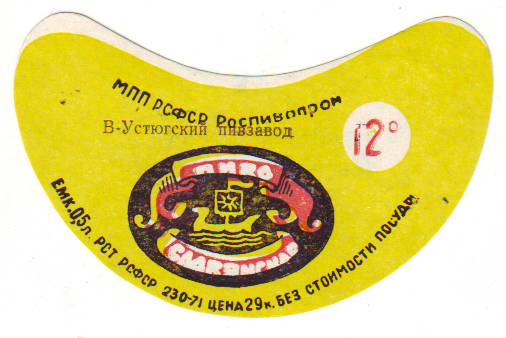 МПП РСФСР Роспивопром
В-Устюгский пивзавод
12°
ПИВО
СЛАВЯНСКОЕ
ЕМК.0,5л. РСТ РСФСР 230-71 ЦЕНА 29к. БЕЗ СТОИМОСТИ ПОСУДЫ